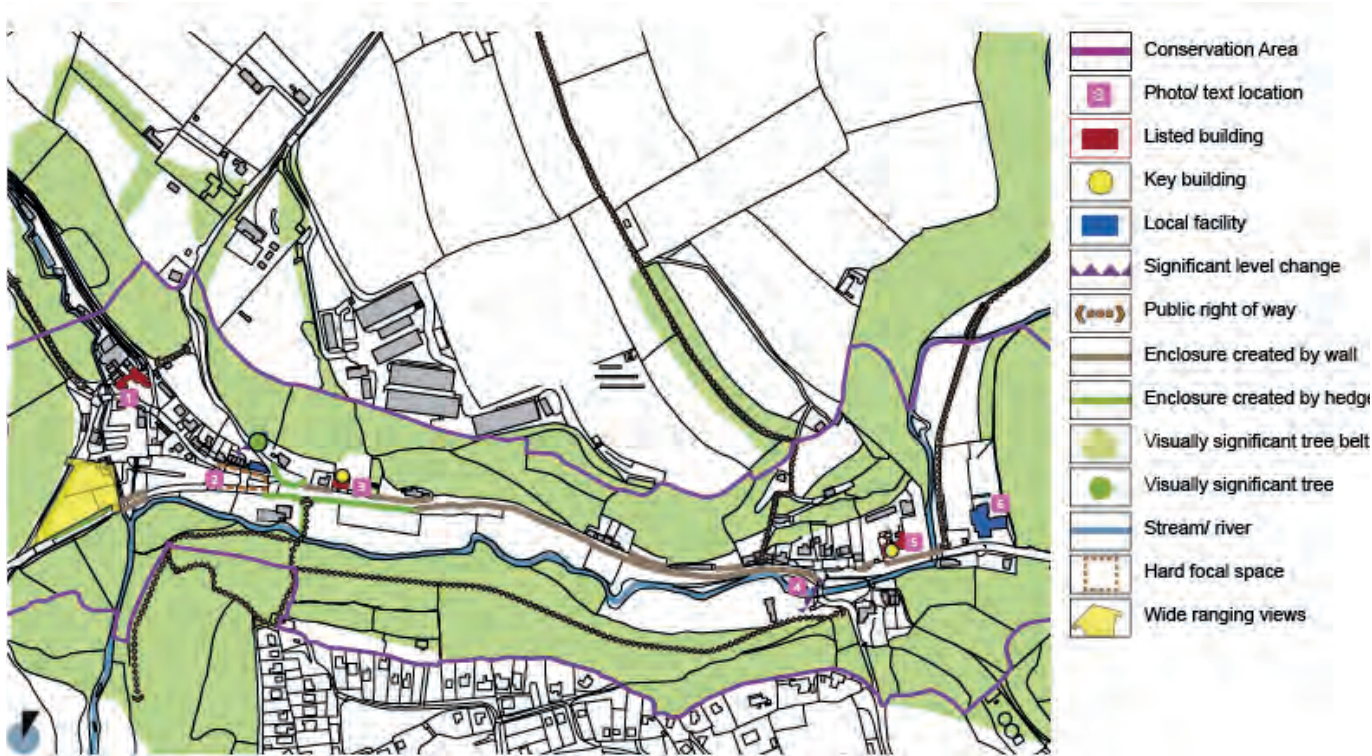 Conservation Area
Photo/ text location
Listed building
Key building
Local facility
Significant level change
Public right of way
Enclosure created by wall
Enclosure created by hedge
Visually significant tree belt
Visually significant tree
Stream/ river
Hard focal space
Wide ranging views
1
2
3
4
5
6